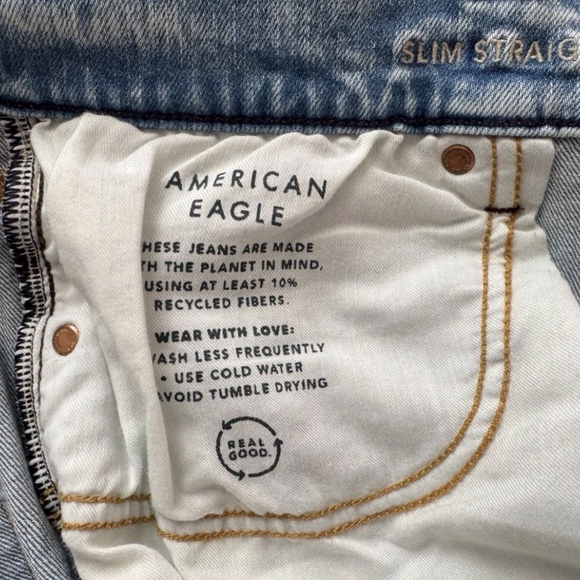 SLIM STRAIG
AMERICAN
EAGLE
HESE JEANS ARE MADE
TH THE PLANET IN MIND,
USING AT LEAST 10%
RECYCLED FIBERS.
WEAR WITH LOVE:
WASH LESS FREQUENTLY
• USE COLD WATER
AVOID TUMBLE DRYING
REAL
GOOD.